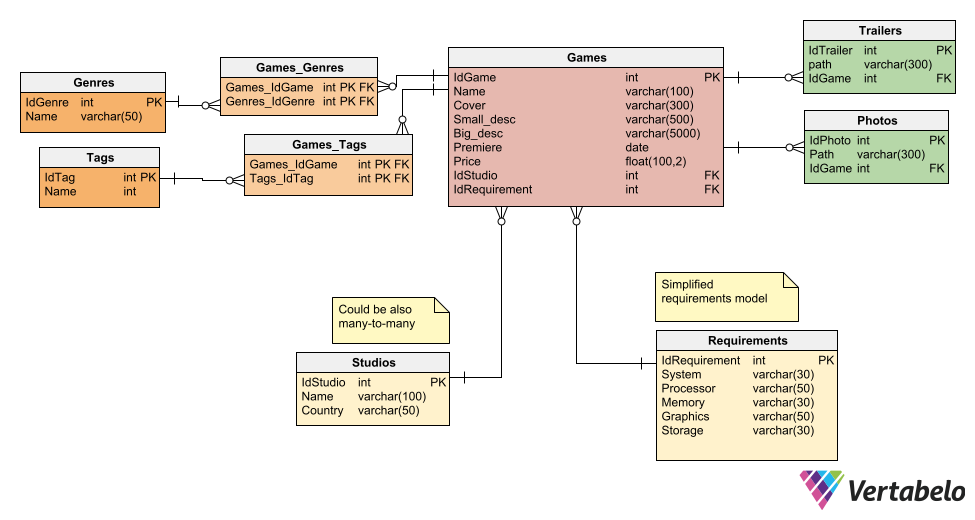 Genres
IdGenre int PK
Name varchar(50)
Tags
IdTag int PK
Name int
Games_Genres
Games_IdGame int PK FK
Genres_IdGenre int PK FK
Games_Tags
Games_IdGame int PK FK
Tags_IdTag int PK FK
Games
IdGame int PK
Name varchar(100)
Cover varchar(300)
Small_desc varchar(500)
Big_desc varchar(5000)
Premiere date
Price float(100,2)
IdStudio int FK
IdRequirement int FK
Trailers
IdTrailer int PK
path varchar(300)
IdGame int FK
Photos
IdPhoto int PK
Path varchar(300)
IdGame int FK
Could be also
many-to-many
Studios
IdStudio int PK
Name varchar(100)
Country varchar(50)
Simplified
requirements model
Requirements
IdRequirement int PK
System varchar(30)
Processor varchar(50)
Memory varchar(30)
Graphics varchar(50)
Storage varchar(30)
Vertabelo